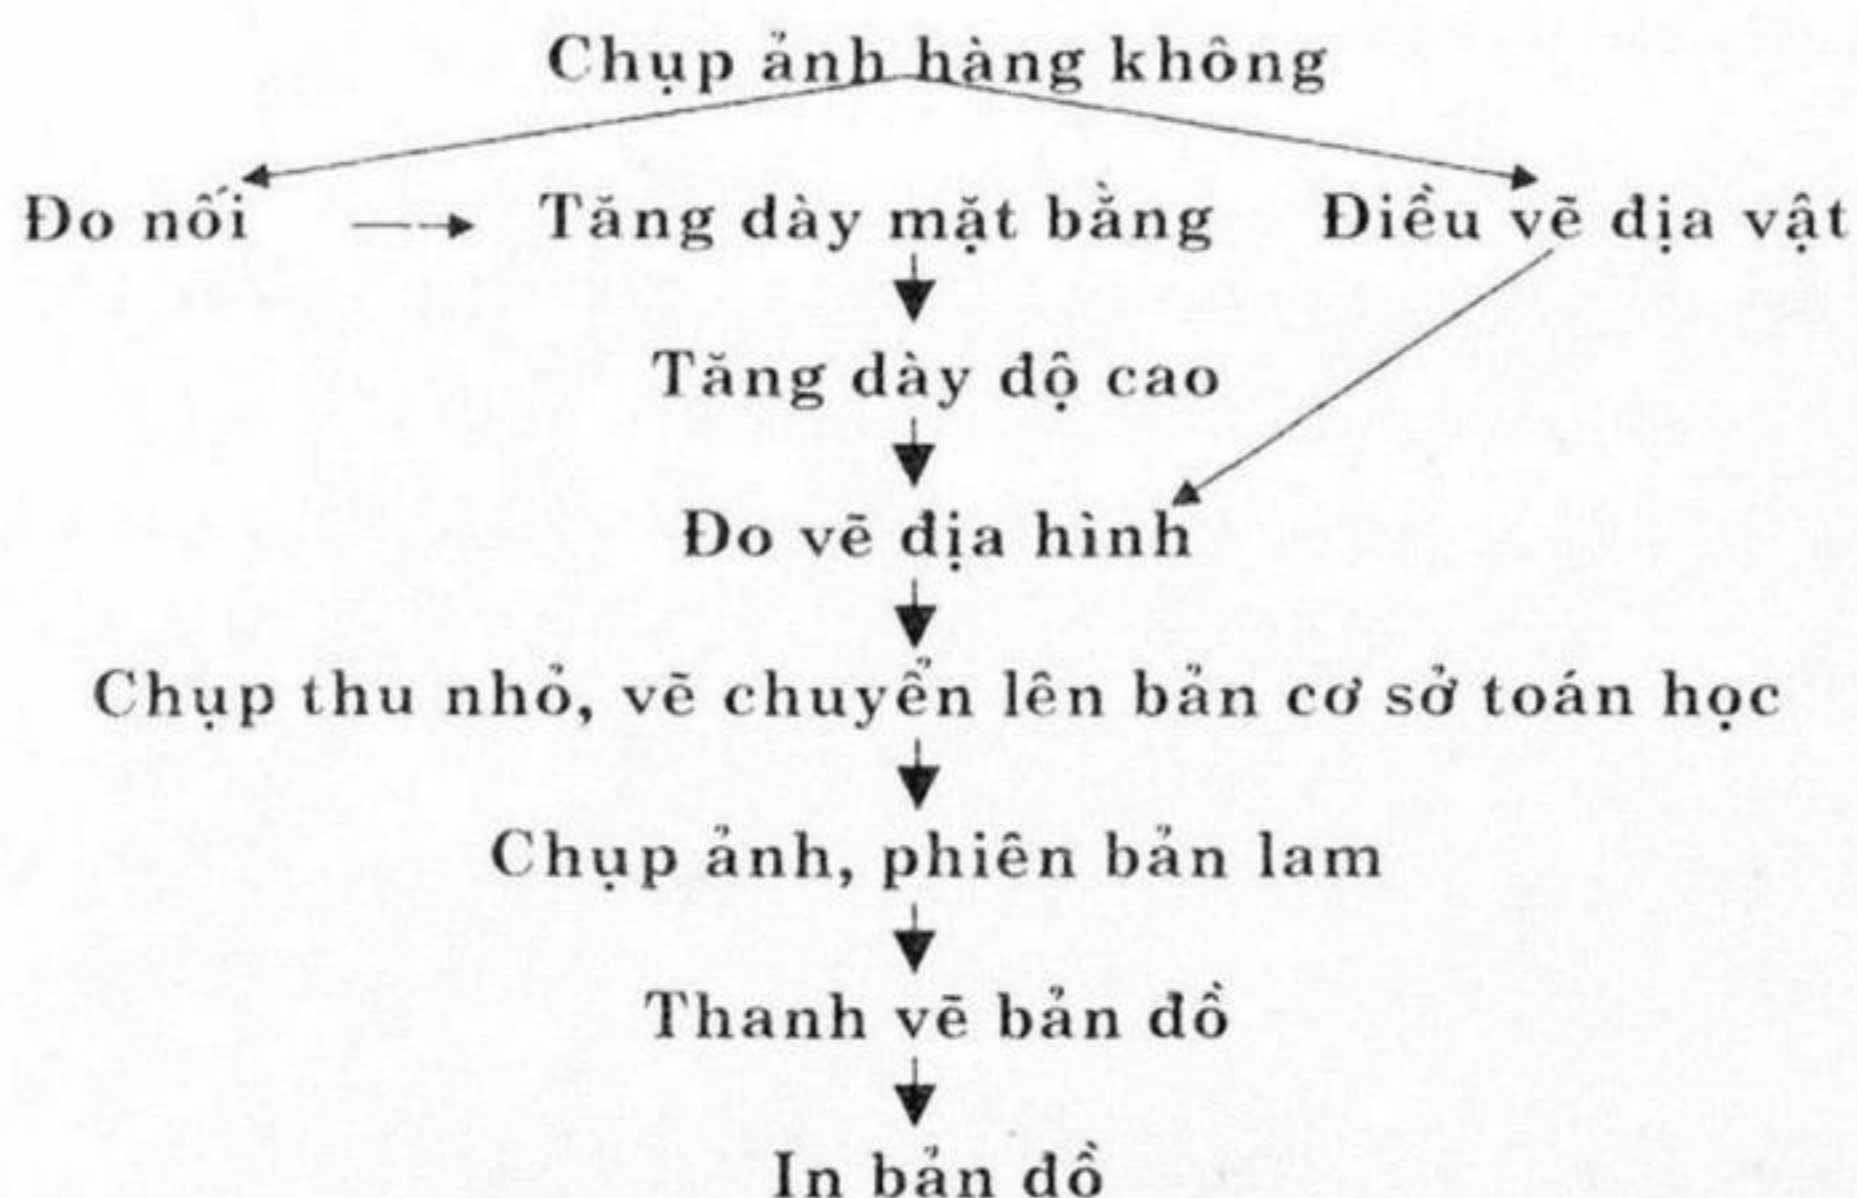 Chụp ảnh hàng không
Đo nối Tăng dày mặt bằng Điều vẽ địa vật
Tăng dày độ cao
Đo vẽ địa hình
Chụp thu nhỏ, vẽ chuyển lên bản cơ sở toán học
Chụp ảnh, phiên bản lam
Thanh vẽ bản đồ
In bản đồ